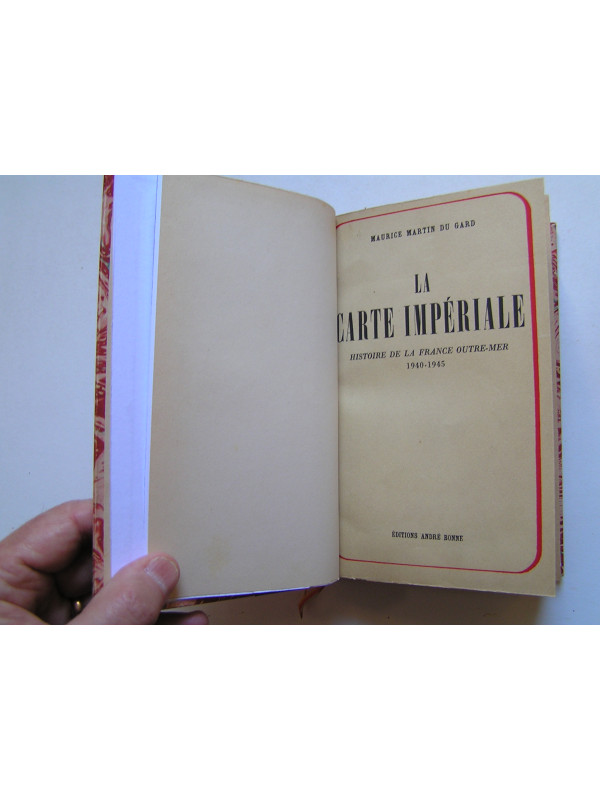 MAURICE MARTIN DU GARD
LA
CARTE IMPÉRIALE
HISTOIRE DE LA FRANCE OUTRE-MER
1940-1945
ÉDITIONS ANDRÉ BONNE